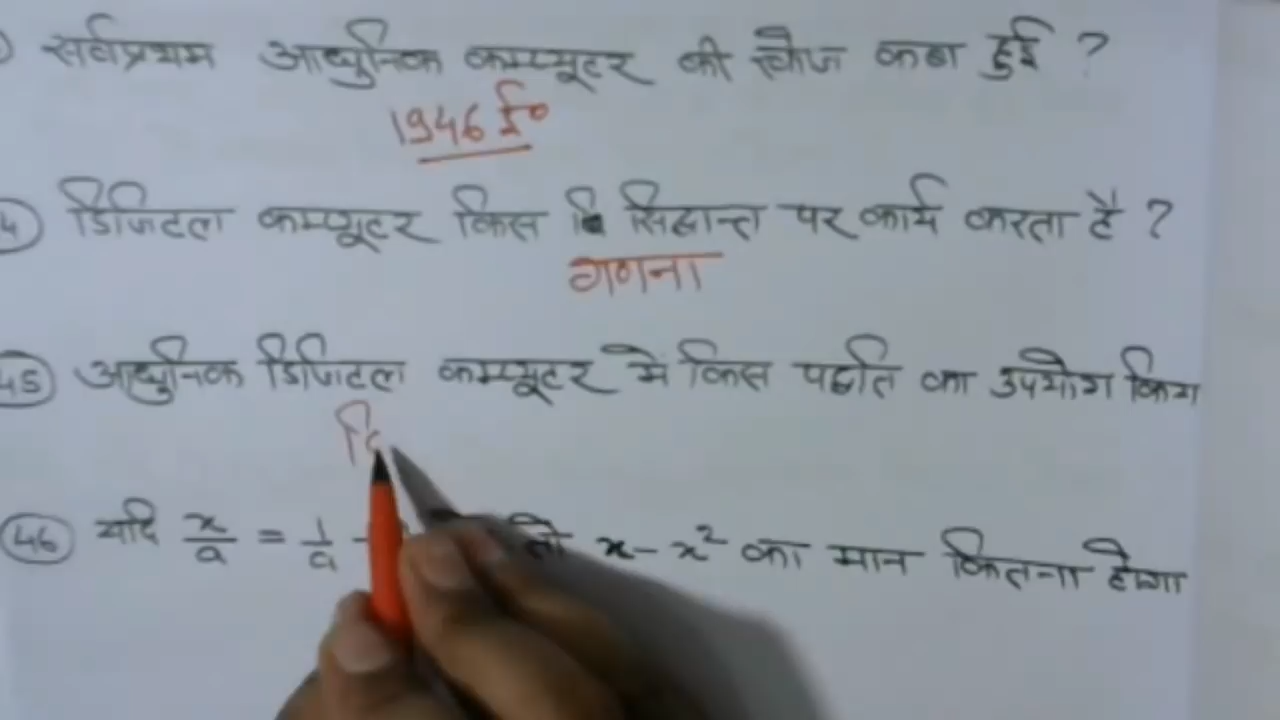 सर्वप्रथम आधुनिक कम्प्यूटर की खोज कब हुई ?
1946 ई०
डिजिटल कम्प्यूटर किस सिद्धान्त पर कार्य करता है ?
गणना
45 आधुनिक डिजिटल कम्प्यूटर में किस पद्धति का उपयोग किया
46 यदि x/a = 1/a - तो x - x² का मान कितना होगा